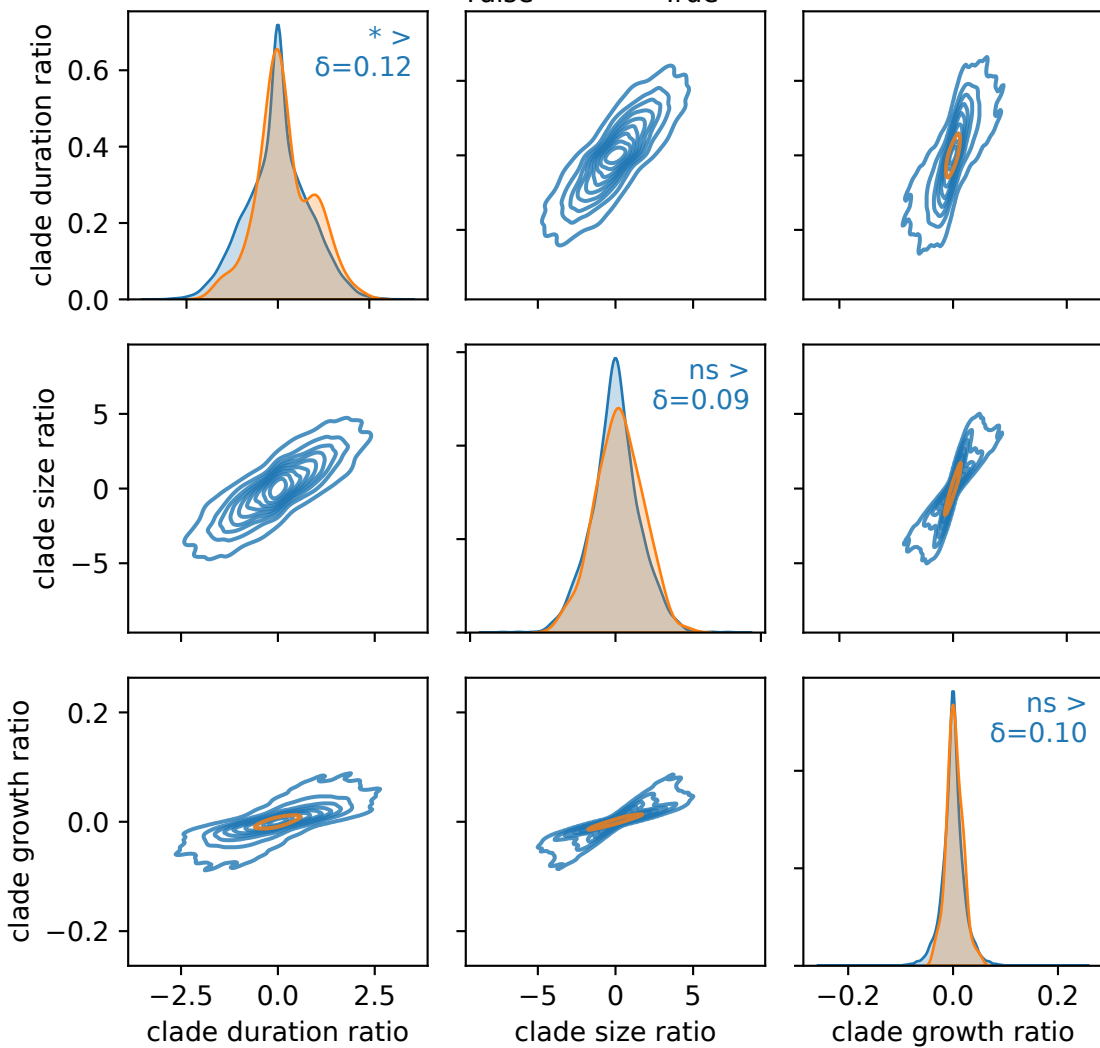 clade duration ratio
0.6
0.4
0.2
0.0
* >
δ=0.12
clade size ratio
5
0
−5
ns >
δ=0.09
clade growth ratio
0.2
0.0
−0.2
ns >
δ=0.10
−2.5 0.0 2.5
−5 0 5
−0.2 0.0 0.2
clade duration ratio
clade size ratio
clade growth ratio